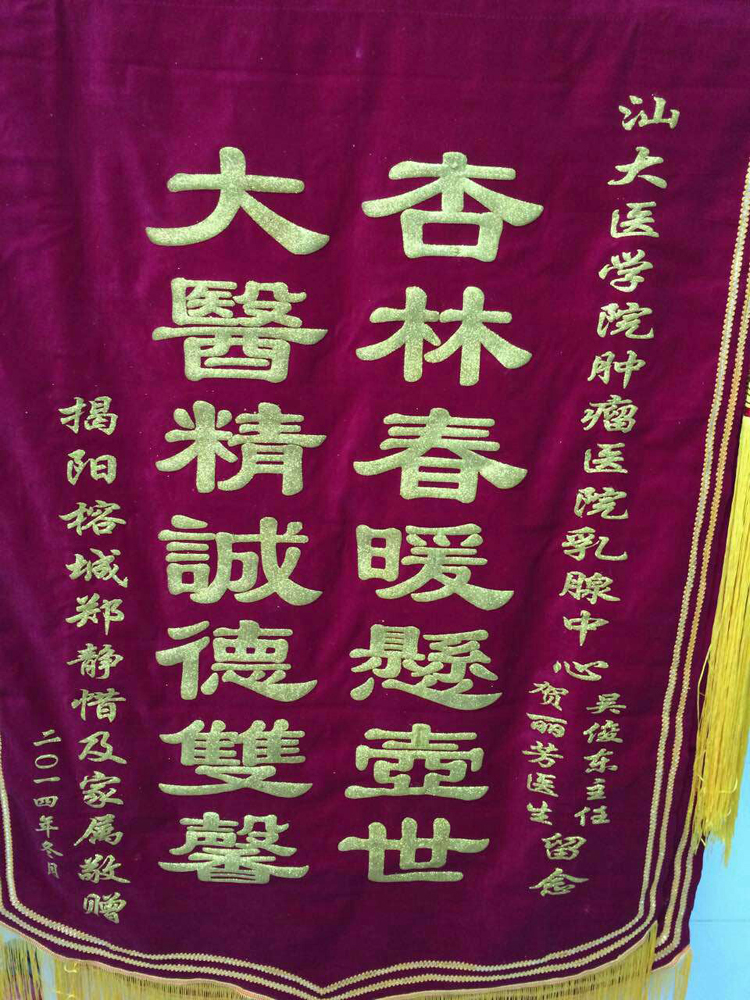 汕大医学院肿瘤医院乳腺中心
吴俊东主任
贺丽芳医生
留念
杏林春暖懸壺世
大醫精誠德雙馨
揭阳榕城郑静惜及家属敬赠
二〇一四年冬月